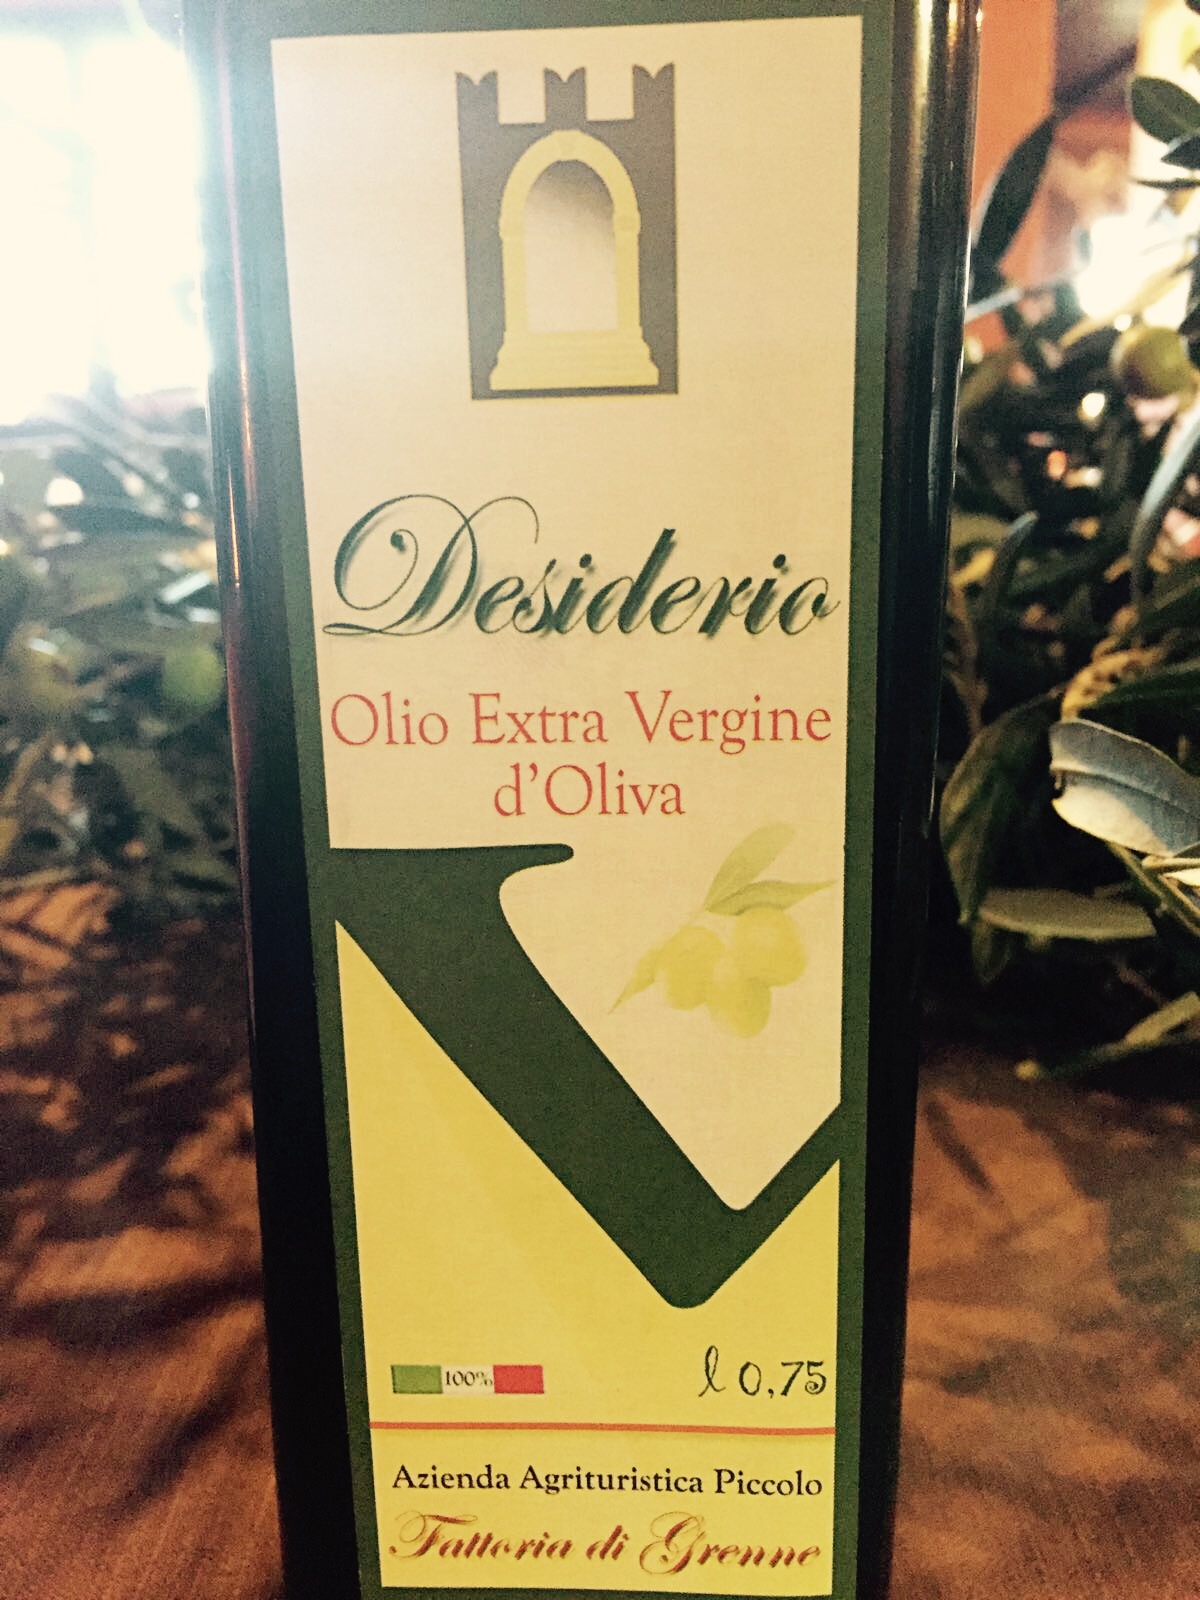 Desiderio
Olio Extra Vergine
d'Oliva
100%
l 0,75
Azienda Agrituristica Piccolo
Fattoria di Grenne